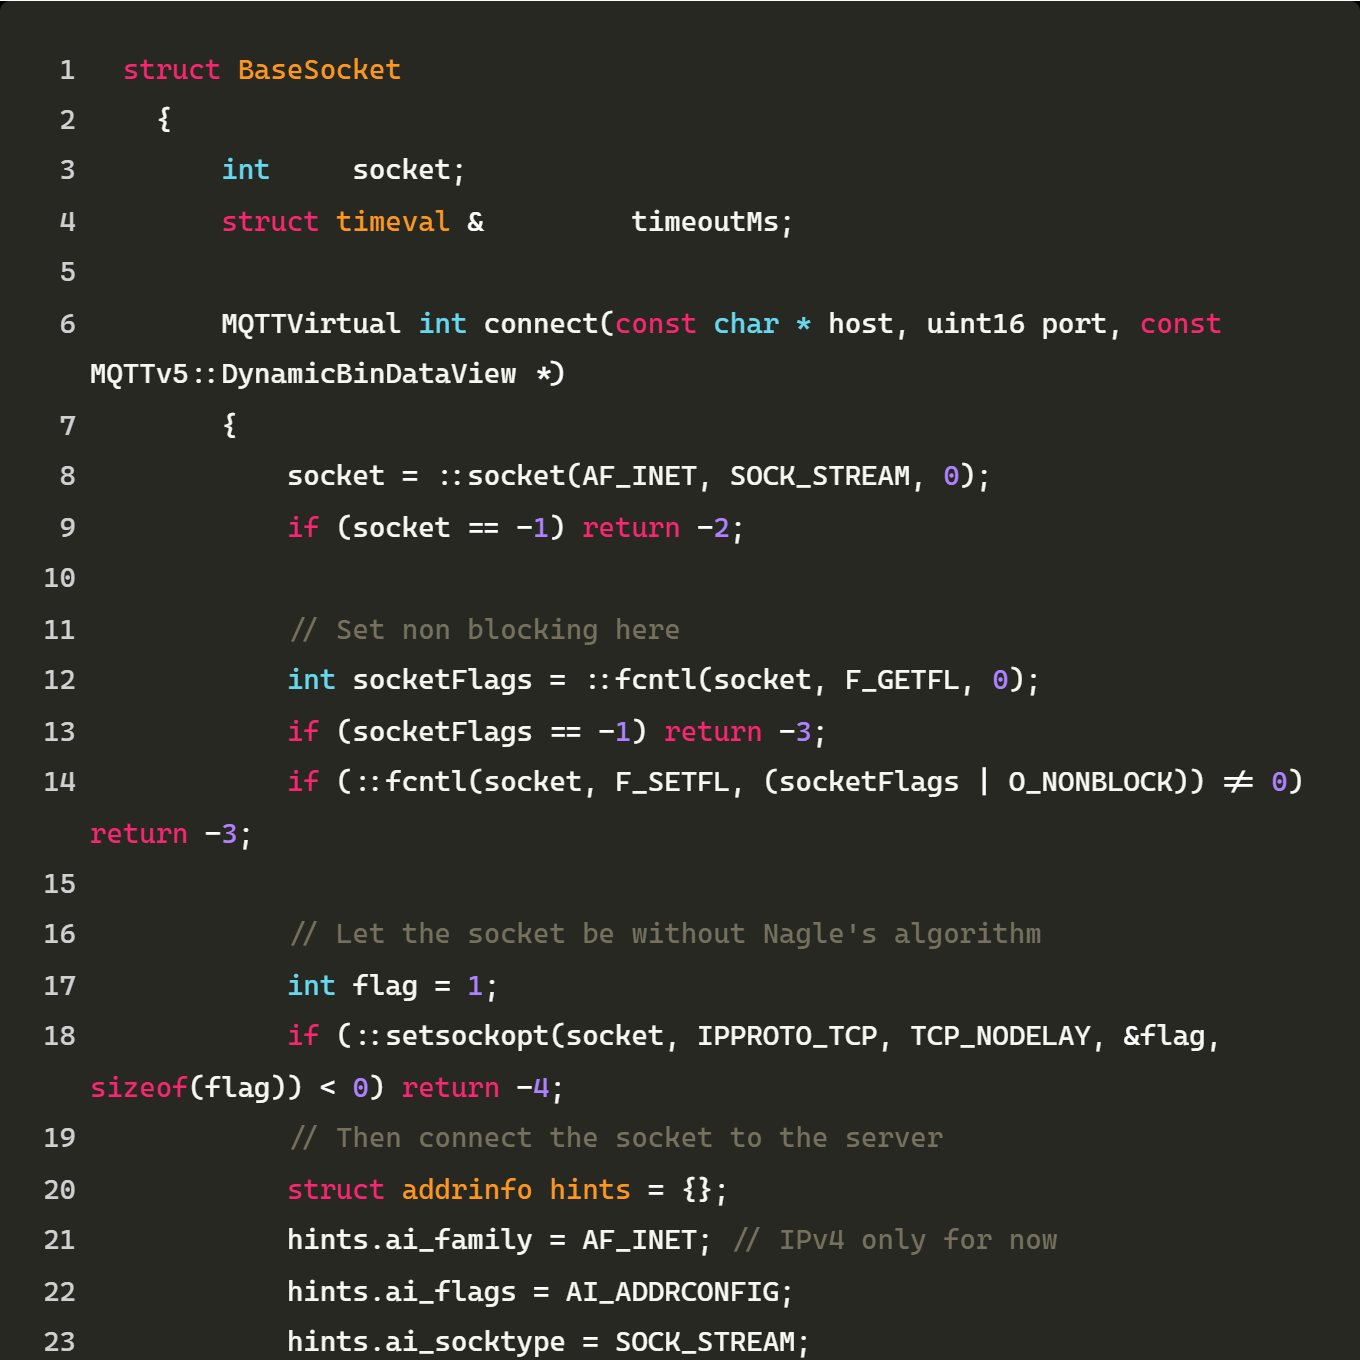 1 struct BaseSocket
2 {
3 int socket;
4 struct timeval & timeoutMs;
5
6 MQTTVirtual int connect(const char * host, uint16 port, const
MQTTv5::DynamicBinDataView *)
7 {
8 socket = ::socket(AF_INET, SOCK_STREAM, 0);
9 if (socket == -1) return -2;
10
11 // Set non blocking here
12 int socketFlags = ::fcntl(socket, F_GETFL, 0);
13 if (socketFlags == -1) return -3;
14 if (::fcntl(socket, F_SETFL, (socketFlags | O_NONBLOCK)) != 0)
return -3;
15
16 // Let the socket be without Nagle's algorithm
17 int flag = 1;
18 if (::setsockopt(socket, IPPROTO_TCP, TCP_NODELAY, &flag,
sizeof(flag)) < 0) return -4;
19 // Then connect the socket to the server
20 struct addrinfo hints = {};
21 hints.ai_family = AF_INET; // IPv4 only for now
22 hints.ai_flags = AI_ADDRCONFIG;
23 hints.ai_socktype = SOCK_STREAM;